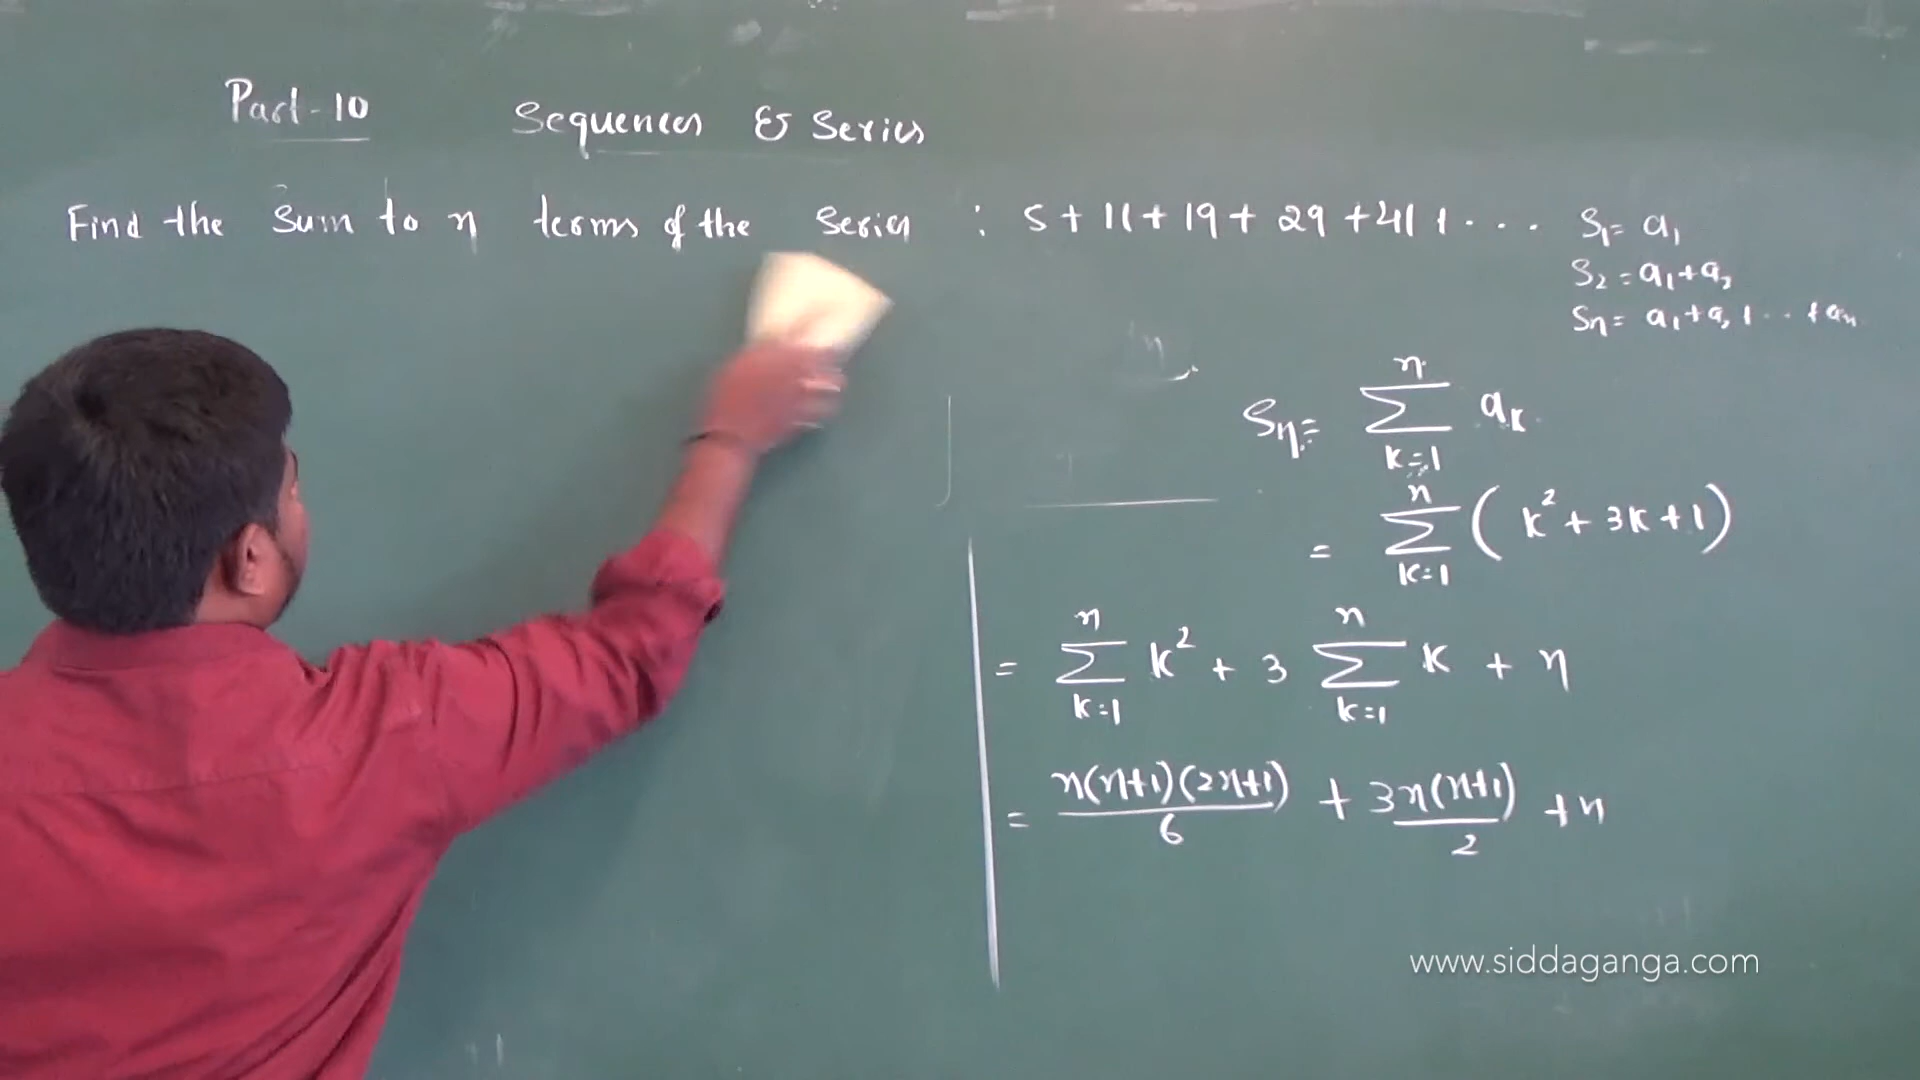 Part-10 Sequences & Series
Find the sum to n terms of the series : 5 + 11 + 19 + 29 + 41 + ...
S₁ = a₁
S₂ = a₁ + a₂
Sn = a₁ + a₂ + ... + an
Sn = ∑_{k=1}^{n} ak
= ∑_{k=1}^{n} ( k² + 3k + 1 )
= ∑_{k=1}^{n} k² + 3 ∑_{k=1}^{n} k + n
= n(n+1)(2n+1)/6 + 3n(n+1)/2 + n
www.siddaganga.com